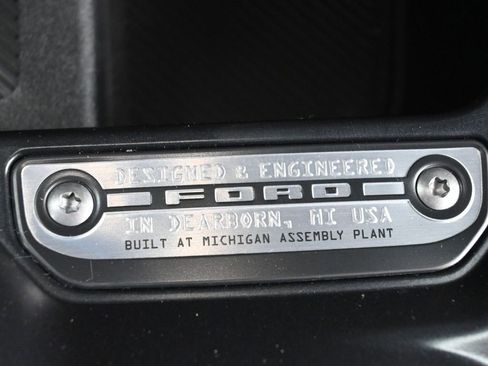 DESIGNED & ENGINEERED
FORD
IN DEARBORN, MI USA
BUILT AT MICHIGAN ASSEMBLY PLANT